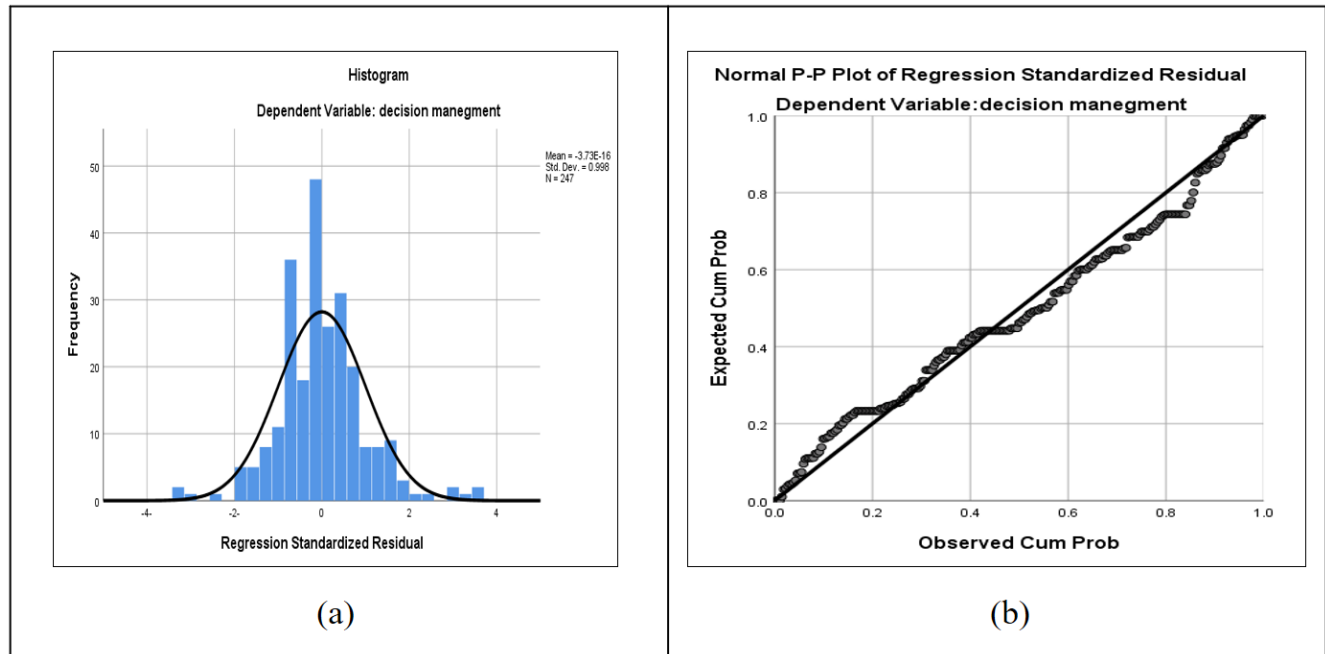 Histogram
Dependent Variable: decision manegment
Mean = -3.73E-16
Std. Dev. = 0.998
N = 247
50
40
30
20
10
0
Frequency
-4- -2- 0 2 4
Regression Standardized Residual
(a)
Normal P-P Plot of Regression Standardized Residual
Dependent Variable:decision manegment
1.0
0.8
0.6
0.4
0.2
0.0
Expected Cum Prob
0.0 0.2 0.4 0.6 0.8 1.0
Observed Cum Prob
(b)